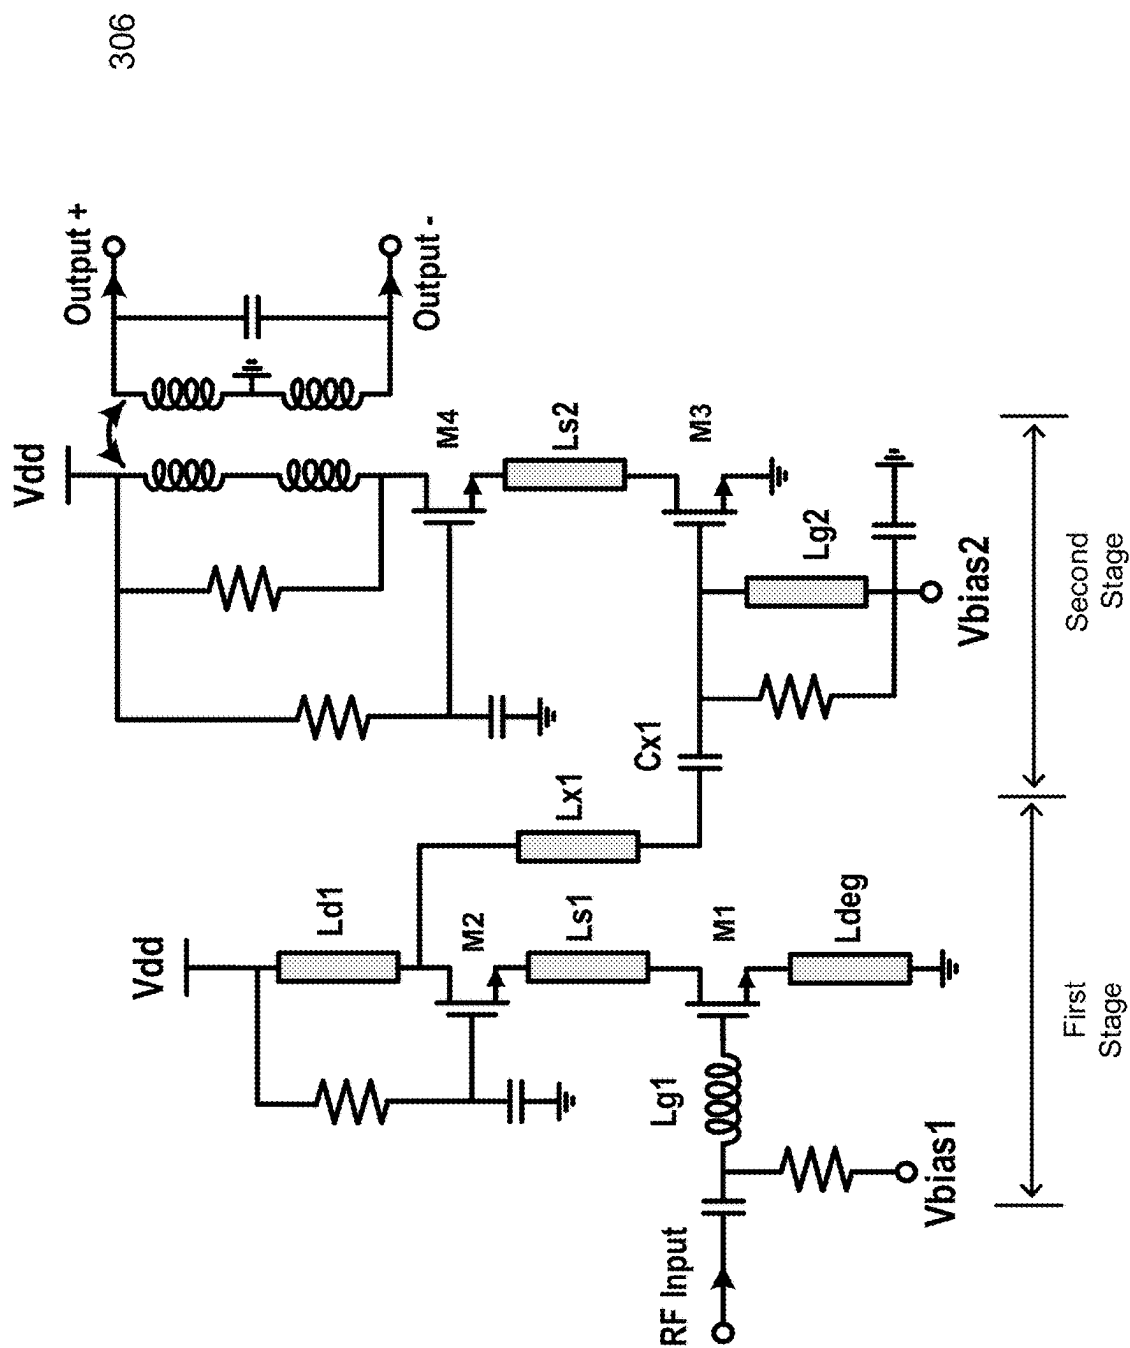 306
Output +
Output -
Vdd
M4
Ls2
M3
Lg2
Vbias2
Cx1
Lx1
Vdd
Ld1
M2
Ls1
M1
Ldeg
Lg1
Vbias1
RF Input
First
Stage
Second
Stage